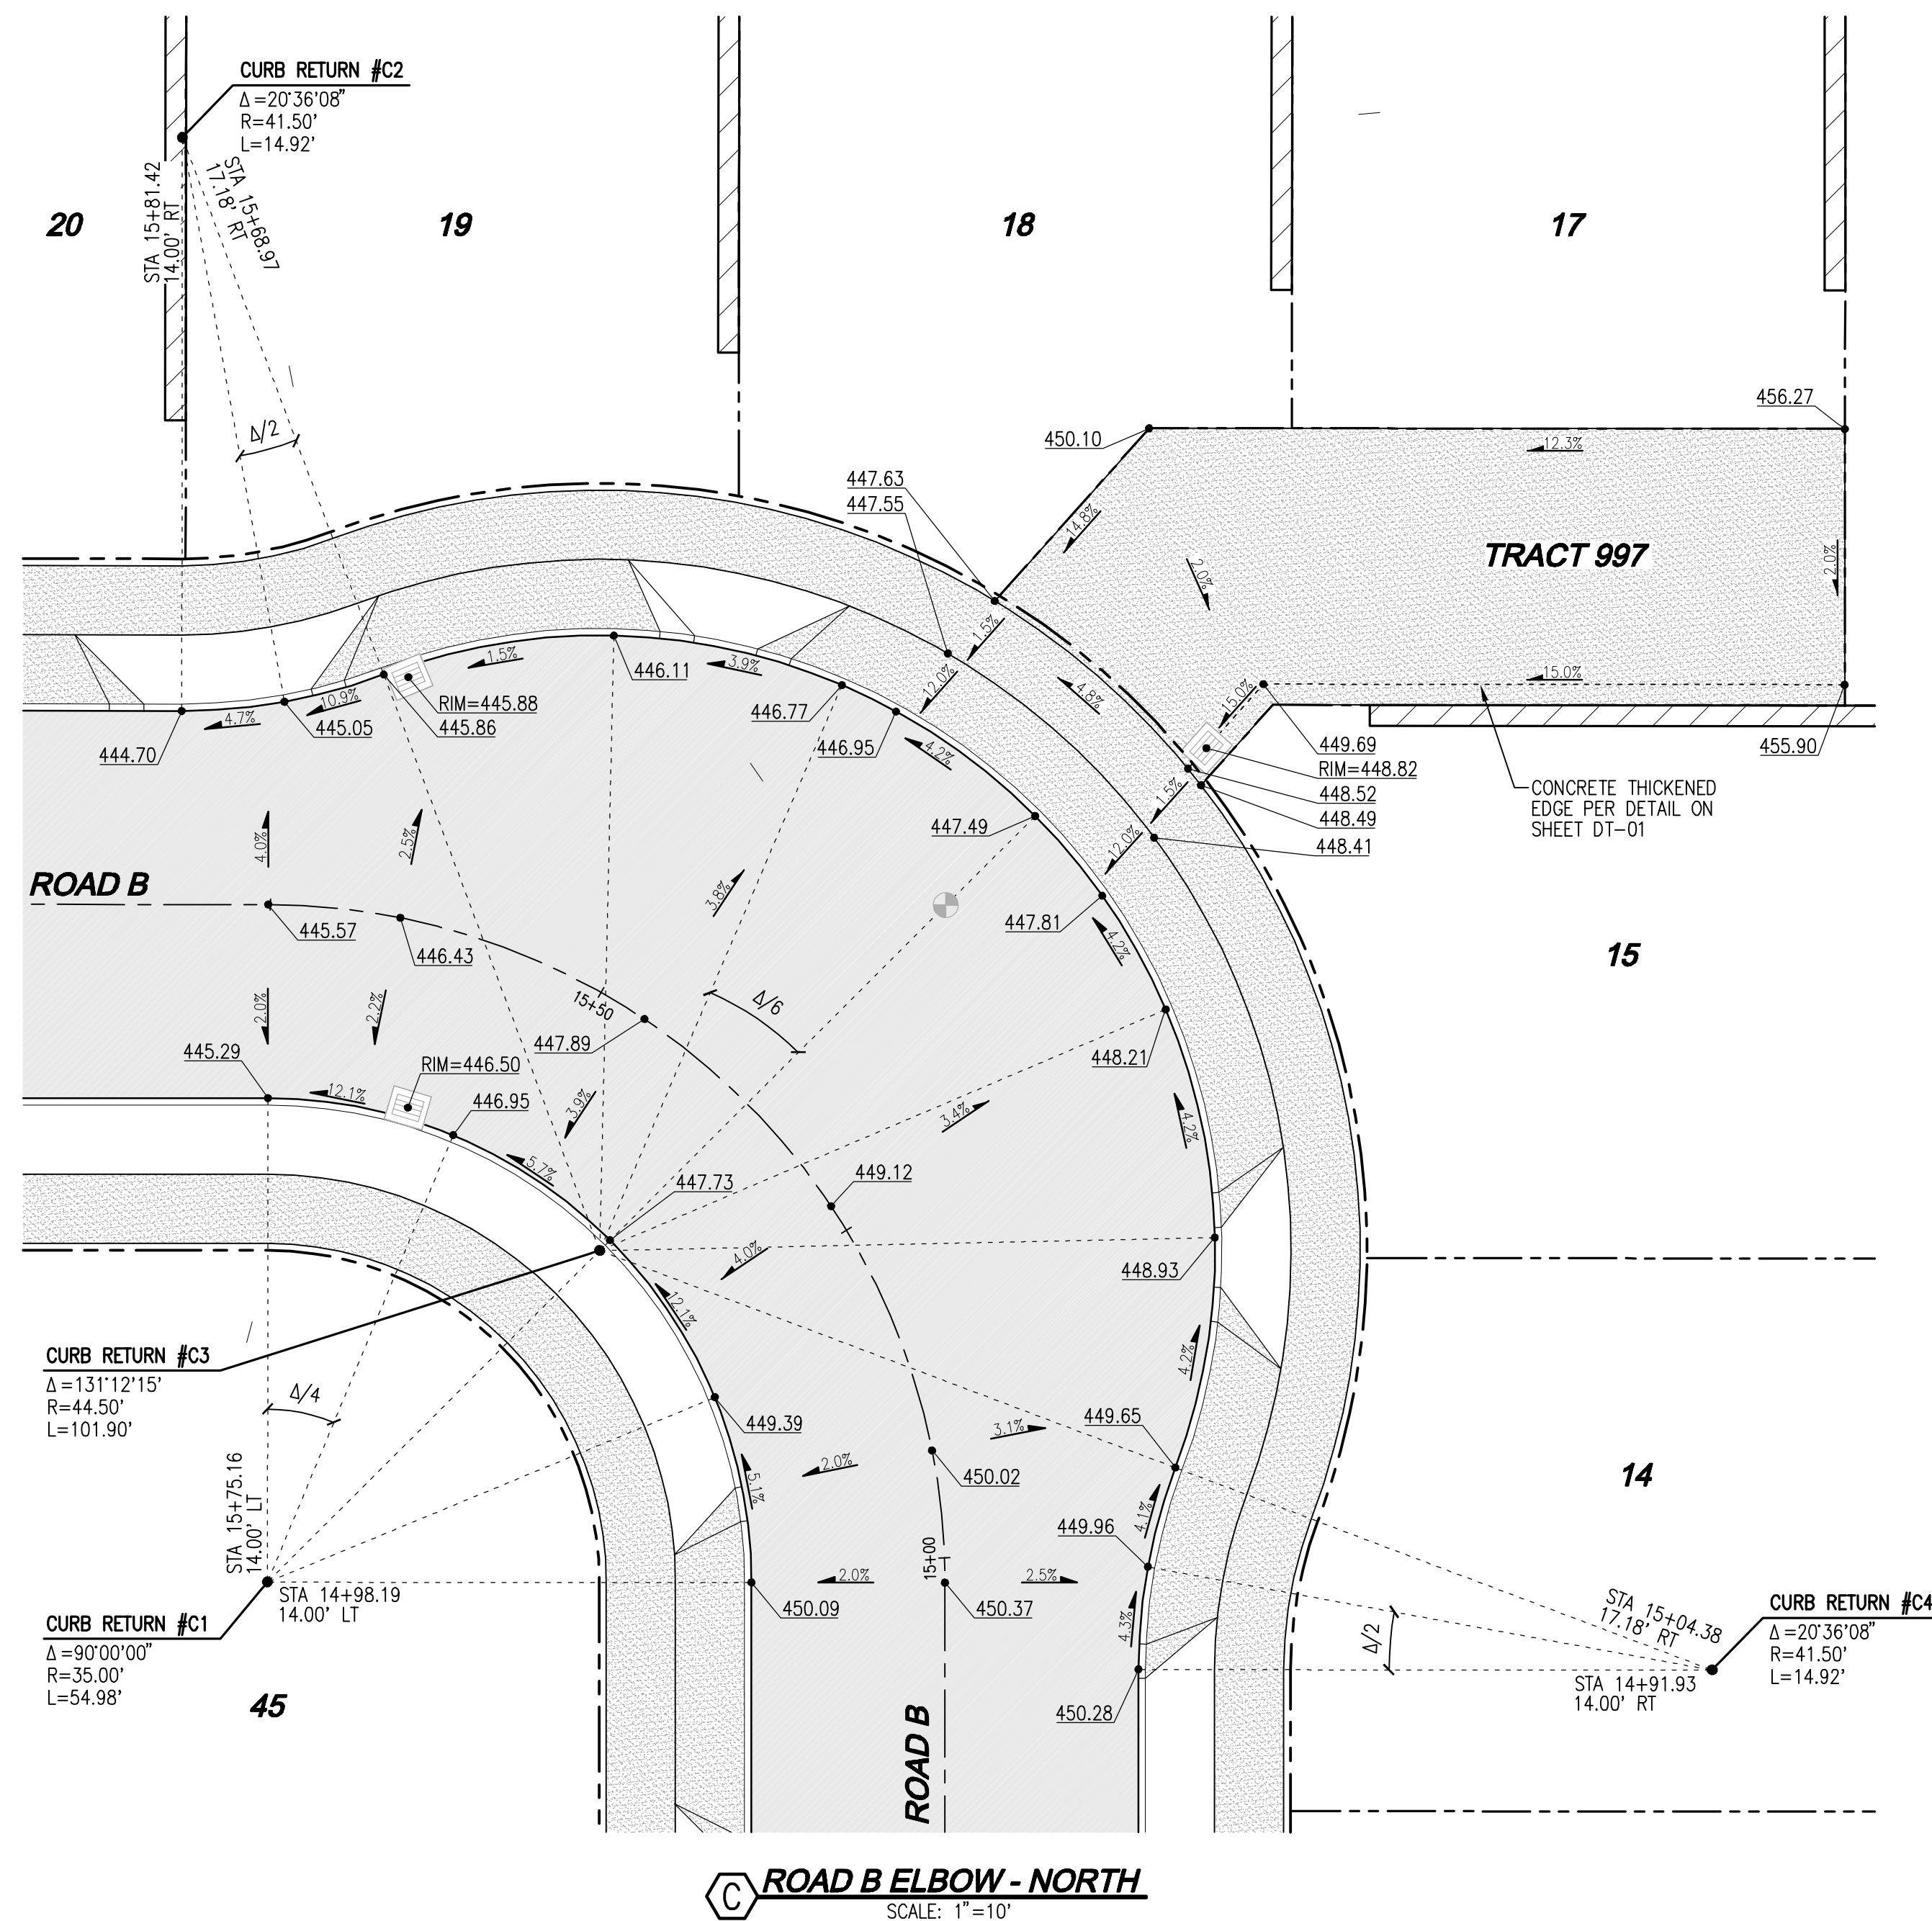 CURB RETURN #C2
Δ=20°36'08"
R=41.50'
L=14.92'
STA 15+81.42
14.00' RT
STA 15+68.97
17.18' RT
20
19
18
17
Δ/2
456.27
450.10
12.3%
447.63
447.55
14.8%
TRACT 997
2.0%
2.0%
1.5%
12.0%
4.8%
15.0%
15.0%
1.5%
446.11
3.9%
RIM=445.88
10.9%
4.7%
445.05
445.86
446.77
446.95
4.2%
444.70
449.69
RIM=448.82
448.52
448.49
448.41
455.90
CONCRETE THICKENED
EDGE PER DETAIL ON
SHEET DT-01
1.5%
12.0%
447.49
4.0%
2.5%
3.8%
ROAD B
445.57
446.43
447.81
4.2%
15
2.0%
2.2%
15+50
Δ/6
447.89
445.29
RIM=446.50
448.21
12.1%
446.95
3.9%
3.4%
4.2%
5.7%
447.73
449.12
4.0%
448.93
12.1%
4.2%
CURB RETURN #C3
Δ=131°12'15'
R=44.50'
L=101.90'
Δ/4
449.39
449.65
3.1%
2.0%
450.02
5.1%
4.1%
14
STA 15+75.16
14.00' LT
449.96
15+00
2.0%
2.5%
STA 14+98.19
14.00' LT
450.09
450.37
4.3%
Δ/2
STA 15+04.38
17.18' RT
CURB RETURN #C4
Δ=20°36'08"
R=41.50'
L=14.92'
CURB RETURN #C1
Δ=90°00'00"
R=35.00'
L=54.98'
STA 14+91.93
14.00' RT
45
450.28
ROAD B
C
ROAD B ELBOW - NORTH
SCALE: 1"=10'